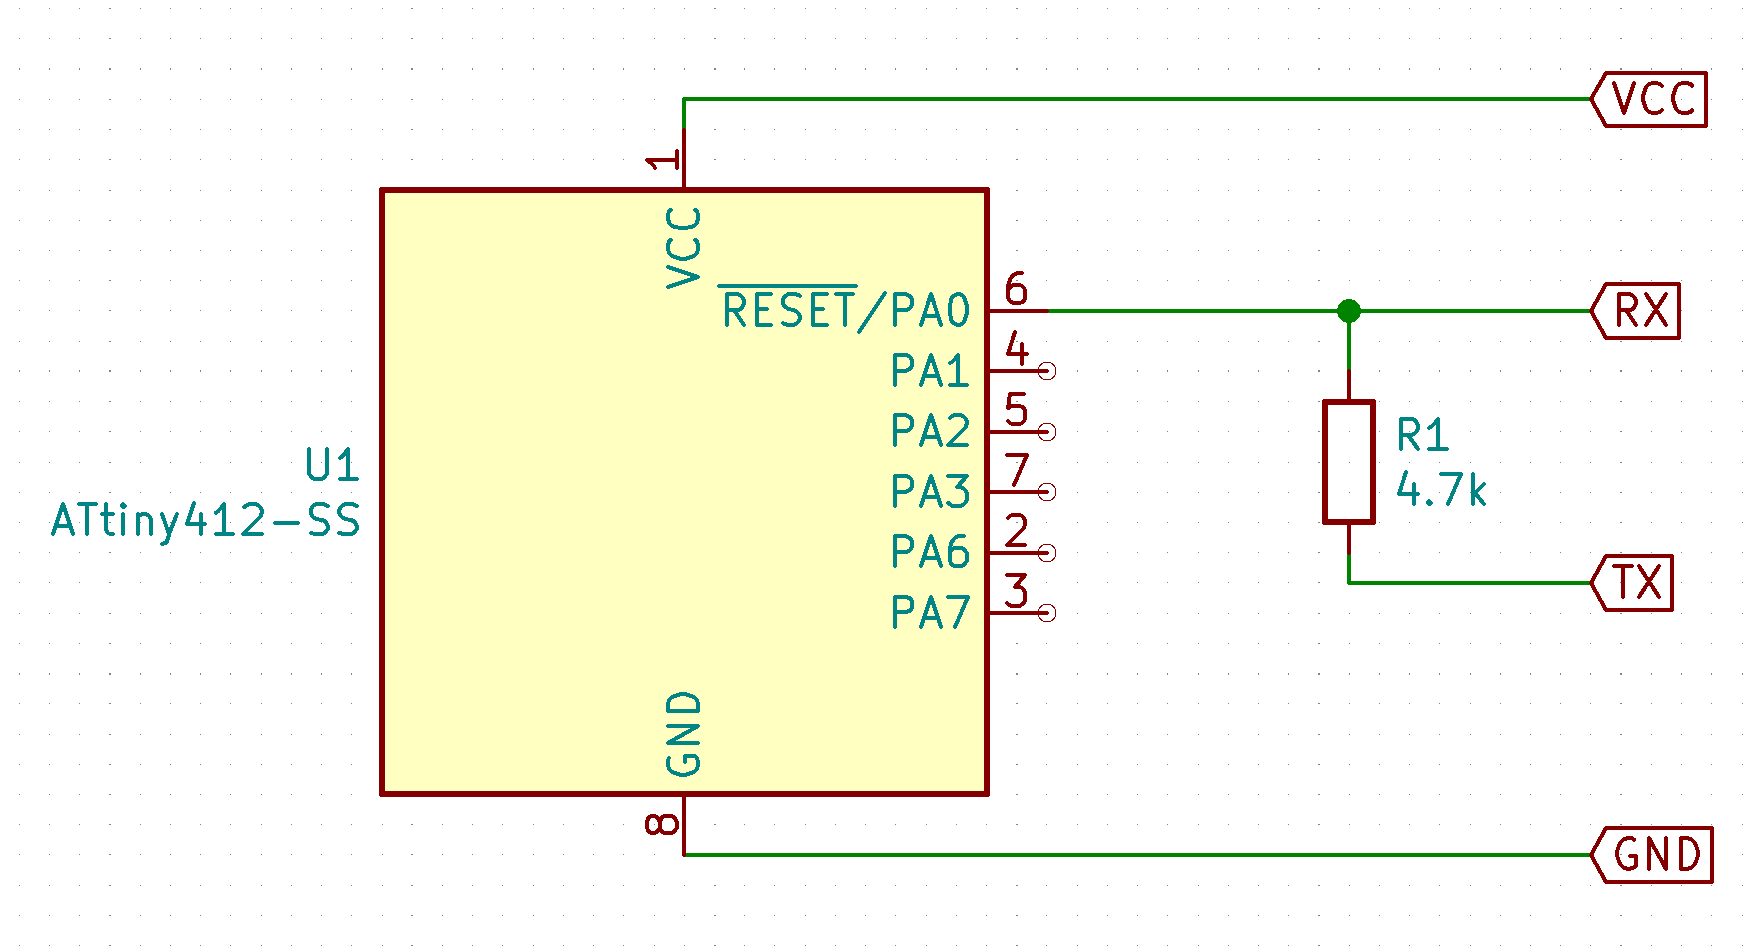 VCC
1
VCC
RESET/PA0
6
RX
PA1
4
PA2
5
R1
4.7k
U1
ATtiny412-SS
PA3
7
PA6
2
TX
PA7
3
GND
8
GND